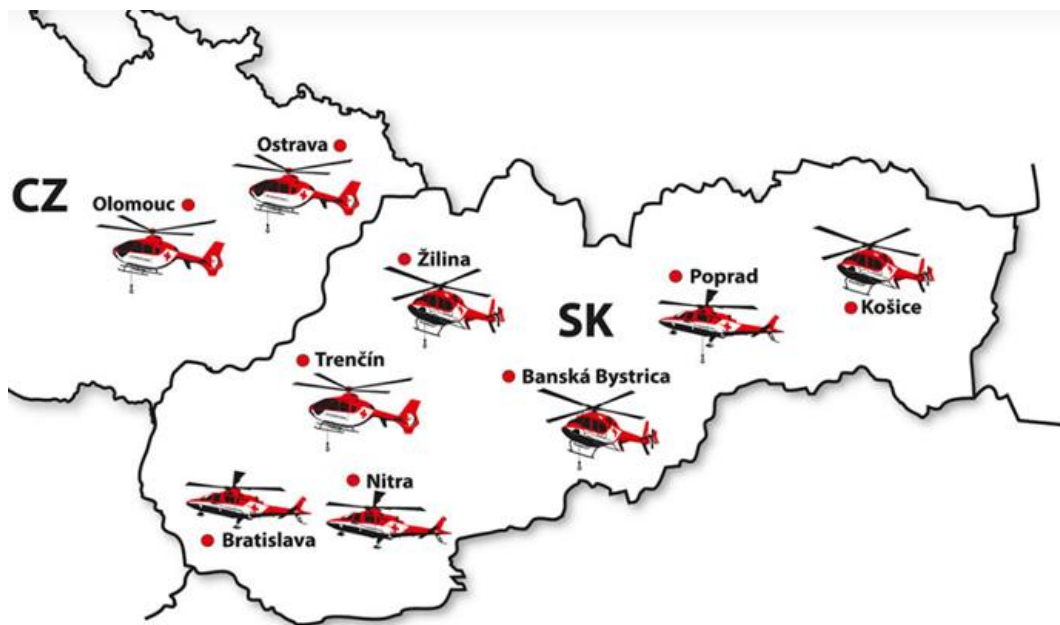 Ostrava
CZ
Olomouc
Žilina
Poprad
SK
Košice
Trenčín
Banská Bystrica
Nitra
Bratislava